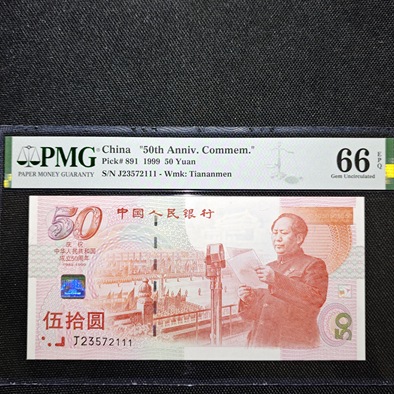 PMG
PAPER MONEY GUARANTY
China "50th Anniv. Commem."
Pick# 891 1999 50 Yuan
S/N J23572111 - Wmk: Tiananmen
66 EPQ
Gem Uncirculated
50
中国人民银行
庆祝
中华人民共和国
成立50周年
伍拾圆
J23572111
50